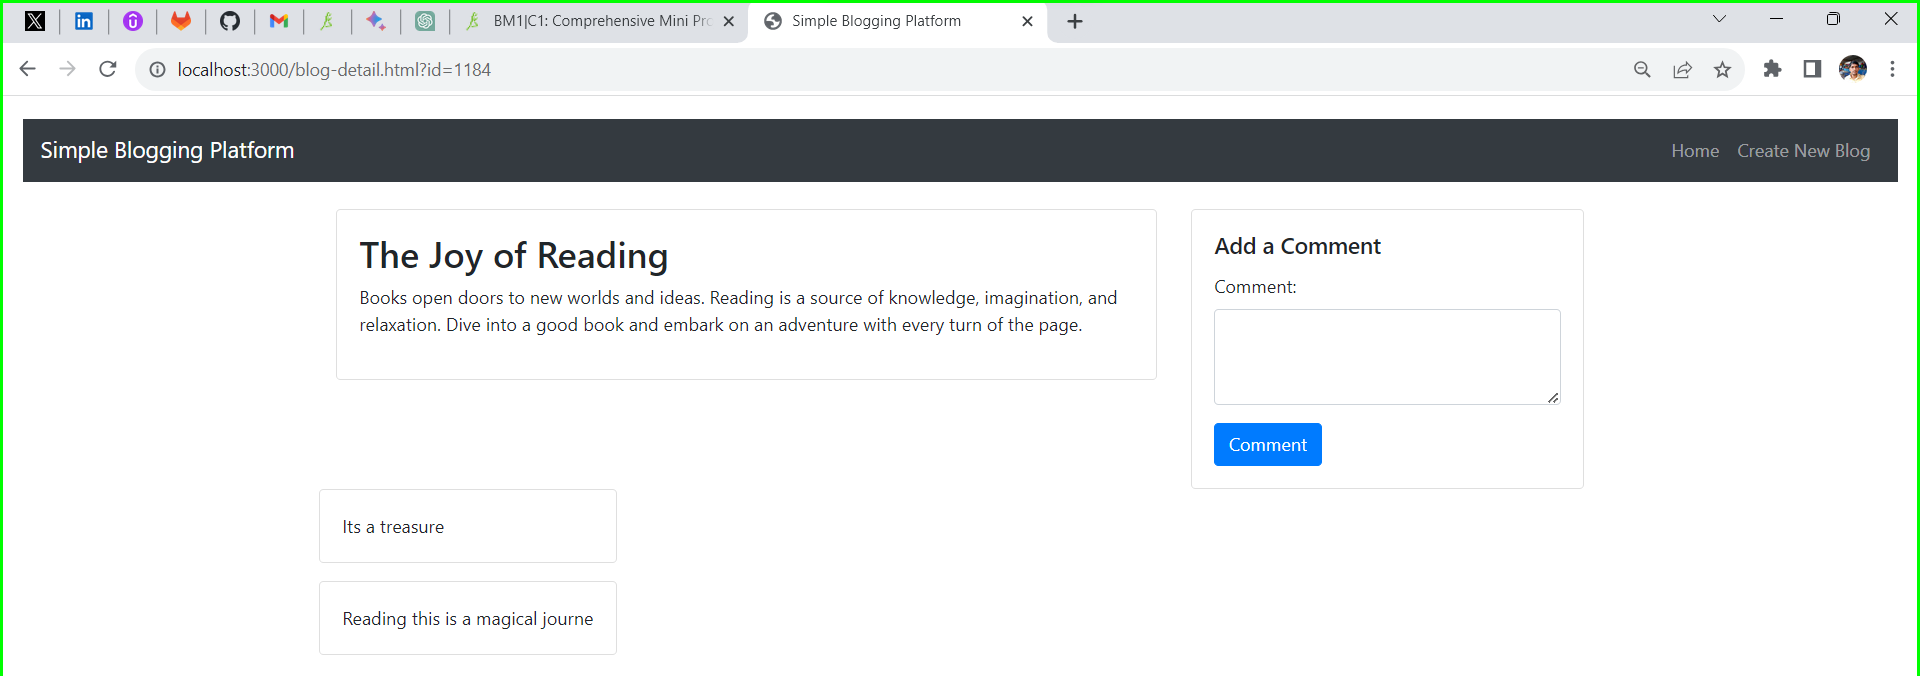 BM1|C1: Comprehensive Mini Pro
Simple Blogging Platform
localhost:3000/blog-detail.html?id=1184
Simple Blogging Platform
Home
Create New Blog
The Joy of Reading
Books open doors to new worlds and ideas. Reading is a source of knowledge, imagination, and
relaxation. Dive into a good book and embark on an adventure with every turn of the page.
Add a Comment
Comment:
Comment
Its a treasure
Reading this is a magical journe